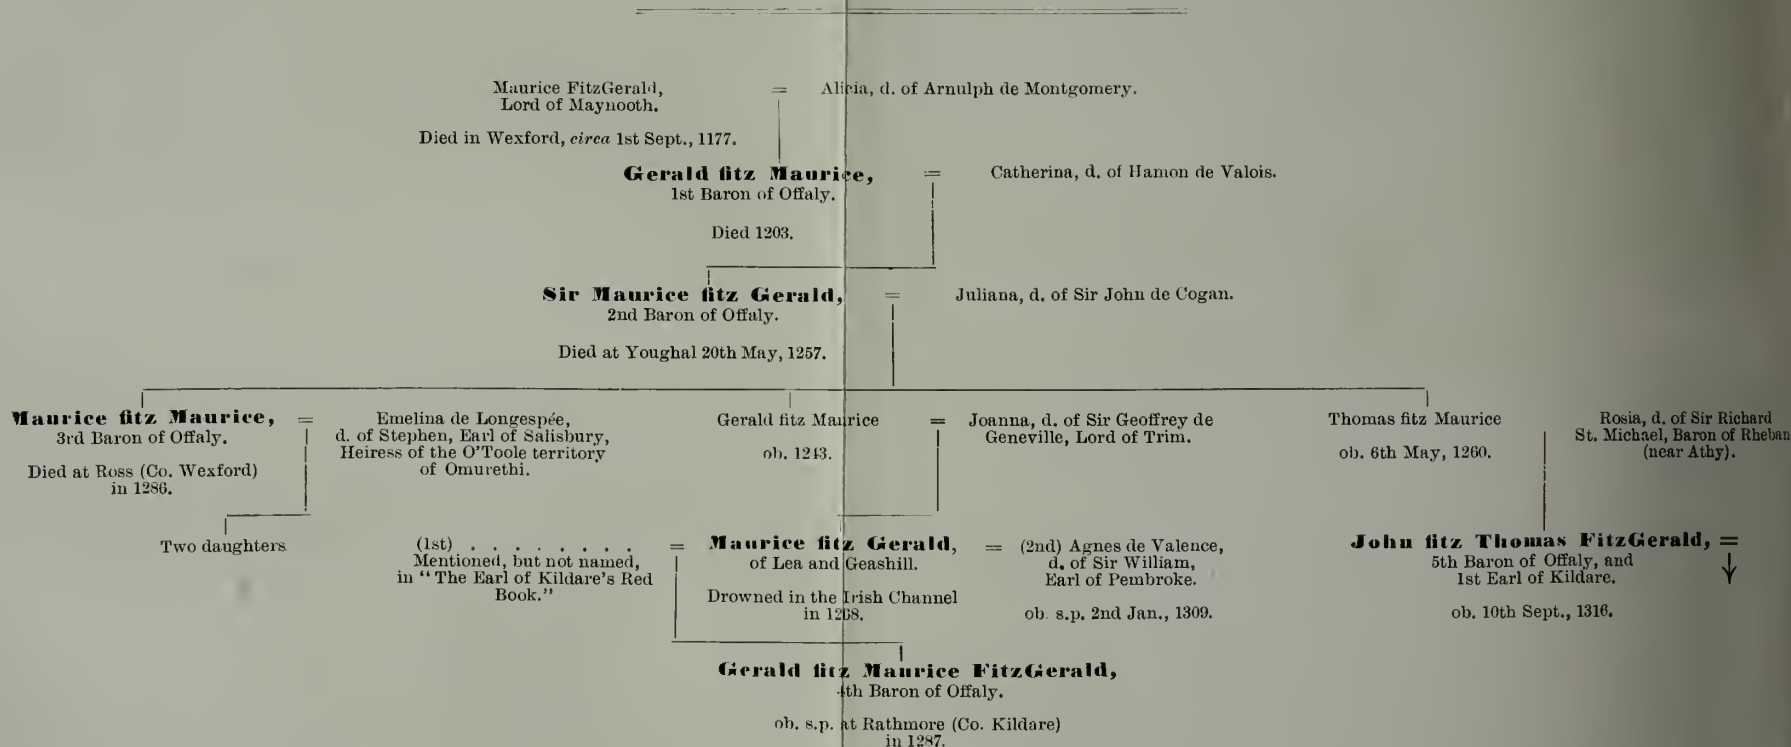 Maurice FitzGerald, = Alicia, d. of Arnulph de Montgomery.
Lord of Maynooth.
Died in Wexford, circa 1st Sept., 1177.
Gerald fitz Maurice, = Catherina, d. of Hamon de Valois.
1st Baron of Offaly.
Died 1203.
Sir Maurice fitz Gerald, = Juliana, d. of Sir John de Cogan.
2nd Baron of Offaly.
Died at Youghal 20th May, 1257.
Maurice fitz Maurice, =
3rd Baron of Offaly.
Died at Ross (Co. Wexford)
in 1286.
Emelina de Longespée,
d. of Stephen, Earl of Salisbury,
Heiress of the O'Toole territory
of Omurethi.
Gerald fitz Maurice =
ob. 1243.
Joanna, d. of Sir Geoffrey de
Geneville, Lord of Trim.
Thomas fitz Maurice
ob. 6th May, 1260.
Rosia, d. of Sir Richard
St. Michael, Baron of Rheban
(near Athy).
Two daughters
(1st) . . . . . . . . =
Mentioned, but not named,
in "The Earl of Kildare's Red
Book."
Maurice fitz Gerald, =
of Lea and Geashill.
Drowned in the Irish Channel
in 1268.
(2nd) Agnes de Valence,
d. of Sir William,
Earl of Pembroke.
ob. s.p. 2nd Jan., 1309.
John fitz Thomas FitzGerald, =
5th Baron of Offaly, and
1st Earl of Kildare.
ob. 10th Sept., 1316.
Gerald fitz Maurice FitzGerald,
4th Baron of Offaly.
ob. s.p. at Rathmore (Co. Kildare)
in 1287.